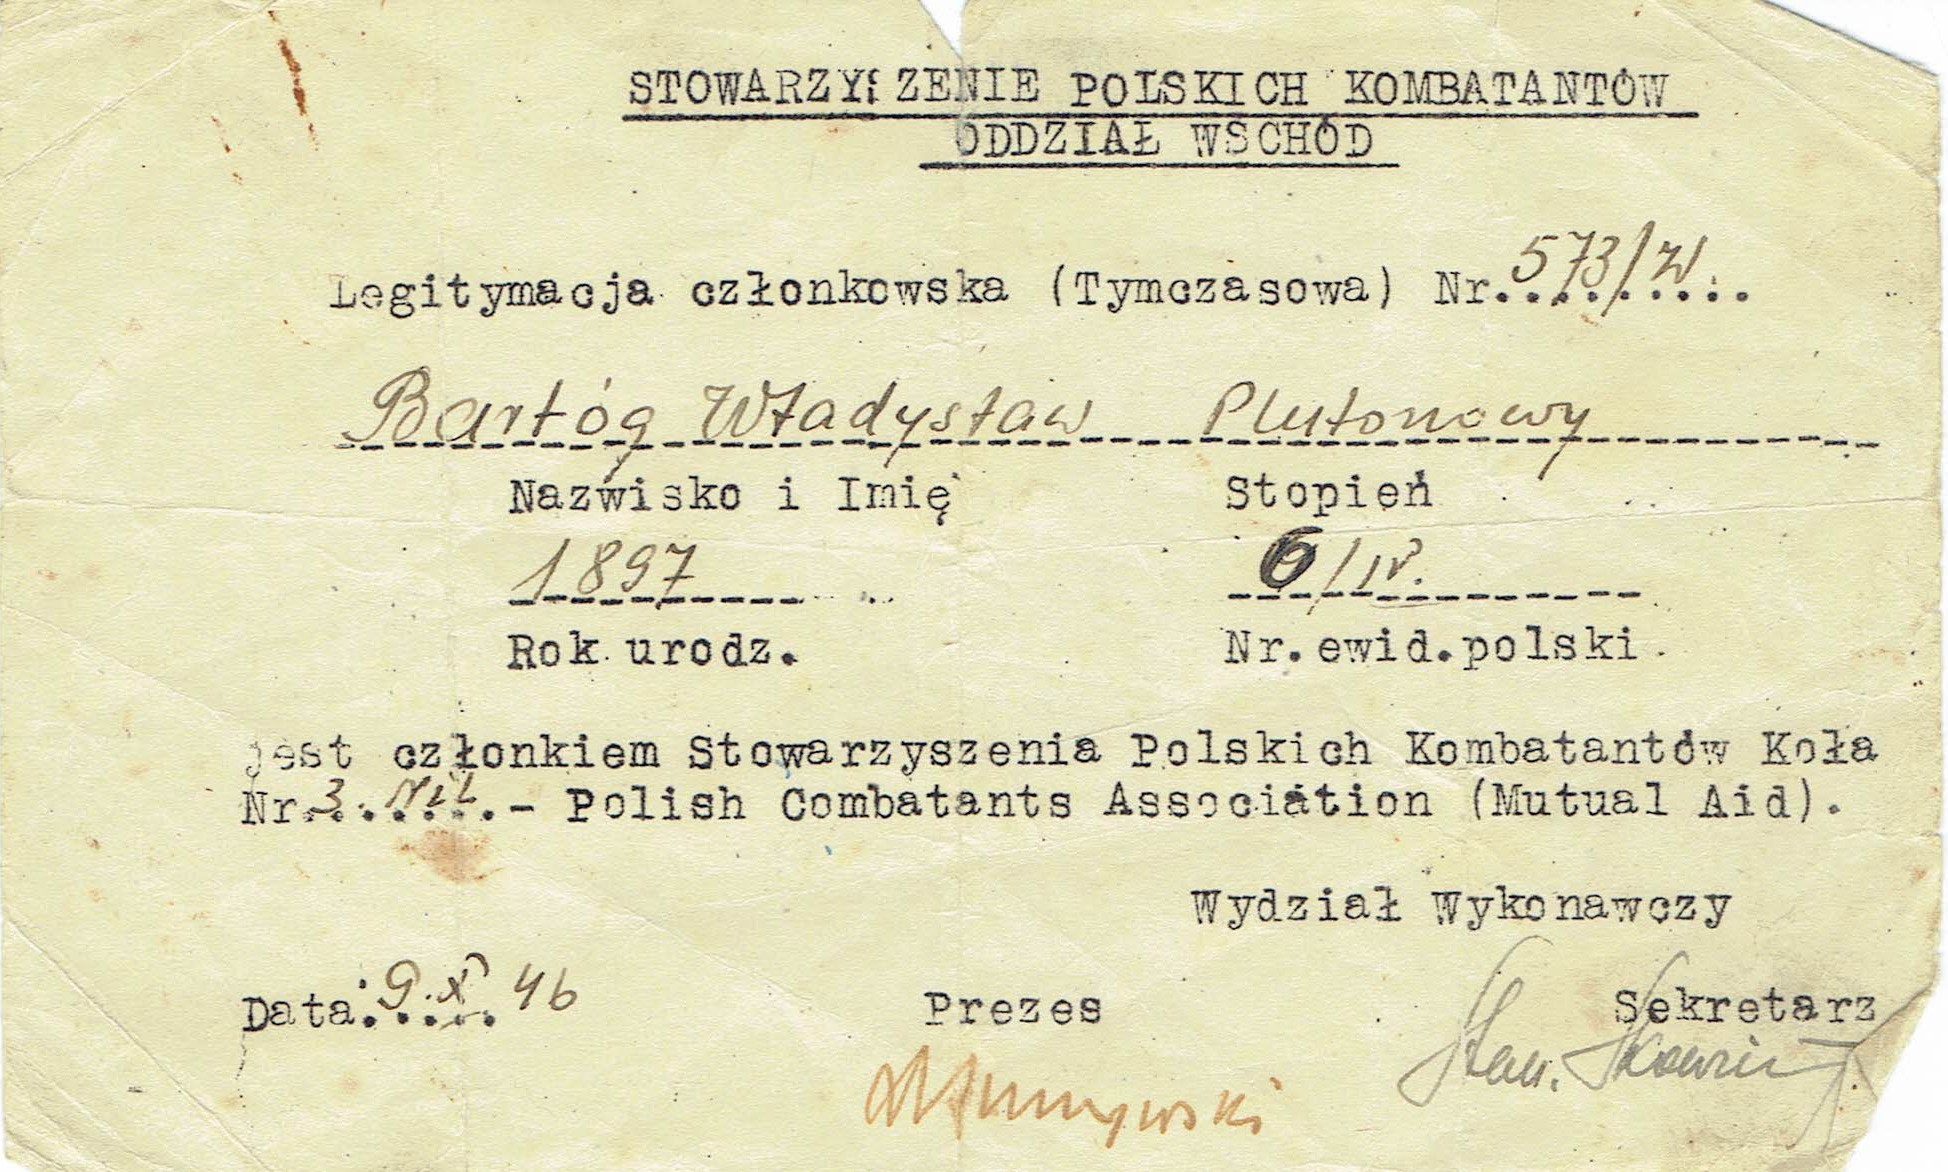 STOWARZYSZENIE POLSKICH KOMBATANTÓW
ODDZIAŁ WSCHÓD
Legitymacja członkowska (Tymczasowa) Nr. 573/W.
Bartóg Władysław Plutonowy
Nazwisko i Imię Stopień
1897 6/IV.
Rok urodz. Nr.ewid.polski
jest członkiem Stowarzyszenia Polskich Kombatantów Koła
Nr. 3. Nil.- Polish Combatants Association (Mutual Aid).
Wydział Wykonawczy
Data: 9.X.46 Prezes Sekretarz
Stan.